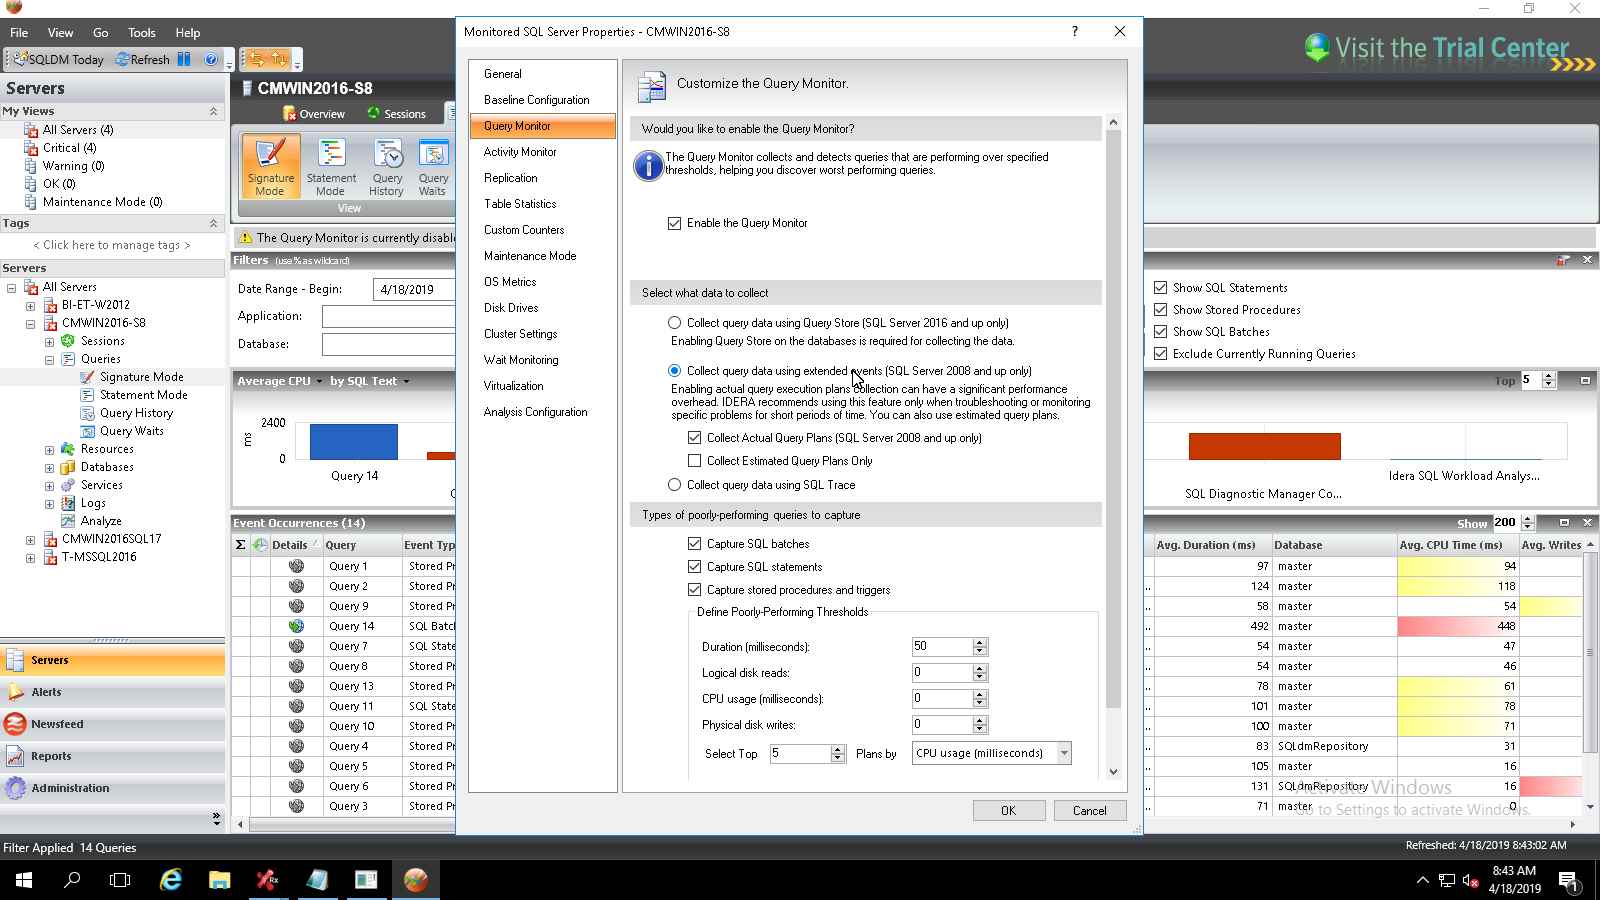 File View Go Tools Help
SQLDM Today Refresh
Visit the Trial Center
Servers
My Views
All Servers (4)
Critical (4)
Warning (0)
OK (0)
Maintenance Mode (0)
Tags
< Click here to manage tags >
Servers
All Servers
BI-ET-W2012
CMWIN2016-S8
Sessions
Queries
Signature Mode
Statement Mode
Query History
Query Waits
Resources
Databases
Services
Logs
Analyze
CMWIN2016SQL17
T-MSSQL2016
Servers
Alerts
Newsfeed
Reports
Administration
CMWIN2016-S8
Overview Sessions
Signature Mode
Statement Mode
Query History
Query Waits
View
The Query Monitor is currently disabl
Filters (use % as wildcard)
Date Range - Begin: 4/18/2019
Application:
Database:
Average CPU by SQL Text
2400
ms
0
Query 14
Event Occurrences (14)
Σ Details Query Event Typ
Query 1 Stored Pr
Query 2 Stored Pr
Query 9 Stored Pr
Query 14 SQL Batc
Query 7 SQL State
Query 8 Stored Pr
Query 13 Stored Pr
Query 11 SQL State
Query 10 Stored Pr
Query 4 Stored Pr
Query 5 Stored Pr
Query 6 Stored Pr
Query 3 Stored Pr
Monitored SQL Server Properties - CMWIN2016-S8
?
General
Baseline Configuration
Query Monitor
Activity Monitor
Replication
Table Statistics
Custom Counters
Maintenance Mode
OS Metrics
Disk Drives
Cluster Settings
Wait Monitoring
Virtualization
Analysis Configuration
Customize the Query Monitor.
Would you like to enable the Query Monitor?
The Query Monitor collects and detects queries that are performing over specified
thresholds, helping you discover worst performing queries.
Enable the Query Monitor
Select what data to collect
Collect query data using Query Store (SQL Server 2016 and up only)
Enabling Query Store on the databases is required for collecting the data.
Collect query data using extended events (SQL Server 2008 and up only)
Enabling actual query execution plans collection can have a significant performance
overhead. IDERA recommends using this feature only when troubleshooting or monitoring
specific problems for short periods of time. You can also use estimated query plans.
Collect Actual Query Plans (SQL Server 2008 and up only)
Collect Estimated Query Plans Only
Collect query data using SQL Trace
Types of poorly-performing queries to capture
Capture SQL batches
Capture SQL statements
Capture stored procedures and triggers
Define Poorly-Performing Thresholds
Duration (milliseconds): 50
Logical disk reads: 0
CPU usage (milliseconds): 0
Physical disk writes: 0
Select Top 5 Plans by CPU usage (milliseconds)
OK Cancel
Show SQL Statements
Show Stored Procedures
Show SQL Batches
Exclude Currently Running Queries
Top 5
SQL Diagnostic Manager Co...
Idera SQL Workload Analys...
Show 200
Avg. Duration (ms) Database Avg. CPU Time (ms) Avg. Writes
97 master 94
124 master 118
58 master 54
492 master 448
54 master 47
54 master 46
78 master 61
101 master 78
100 master 71
83 SQLdmRepository 31
105 master 16
131 SQLdmRepository 16
71 master 0
Activate Windows
Go to Settings to activate Windows.
Filter Applied 14 Queries
Refreshed: 4/18/2019 8:43:02 AM
8:43 AM
4/18/2019
1